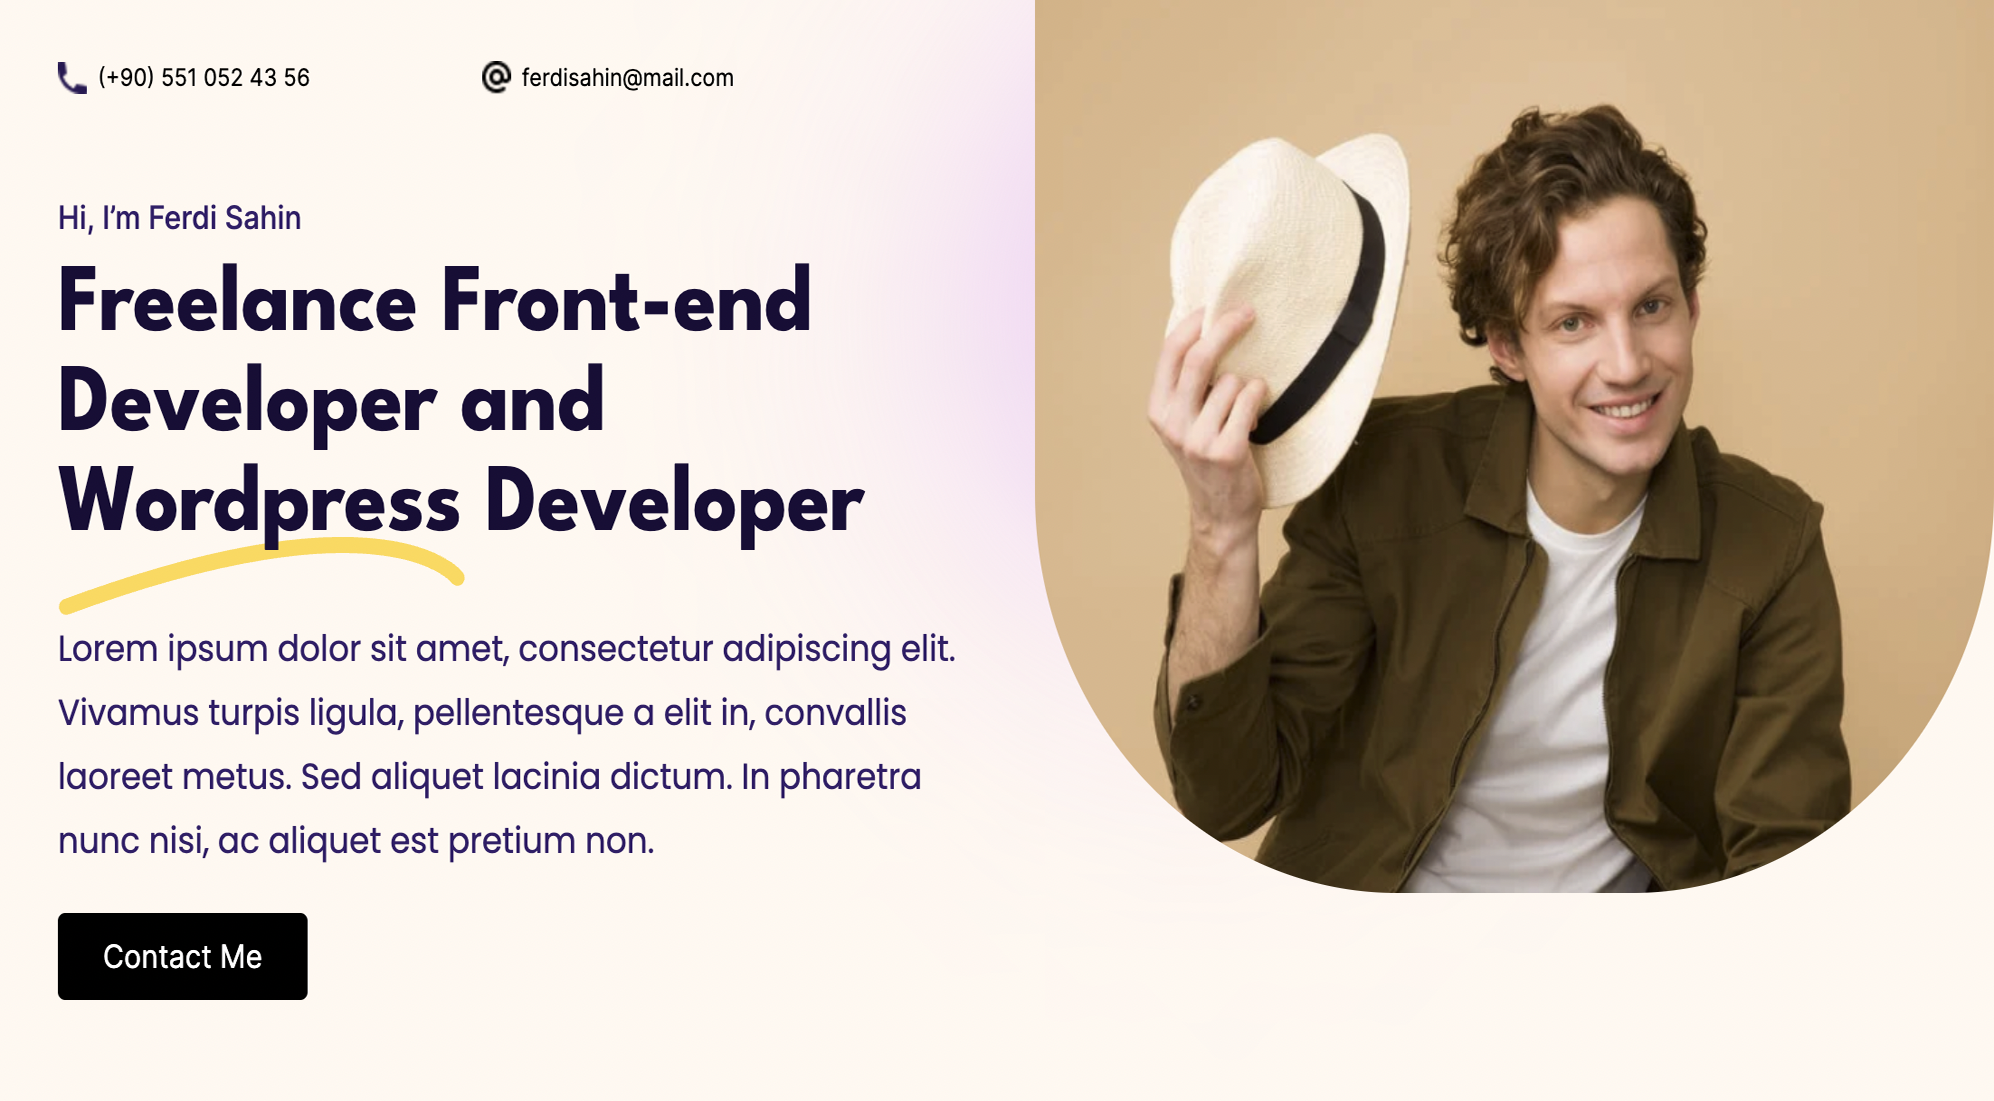 (+90) 551 052 43 56
ferdisahin@mail.com
Hi, I’m Ferdi Sahin
Freelance Front-end
Developer and
Wordpress Developer
Lorem ipsum dolor sit amet, consectetur adipiscing elit.
Vivamus turpis ligula, pellentesque a elit in, convallis
laoreet metus. Sed aliquet lacinia dictum. In pharetra
nunc nisi, ac aliquet est pretium non.
Contact Me